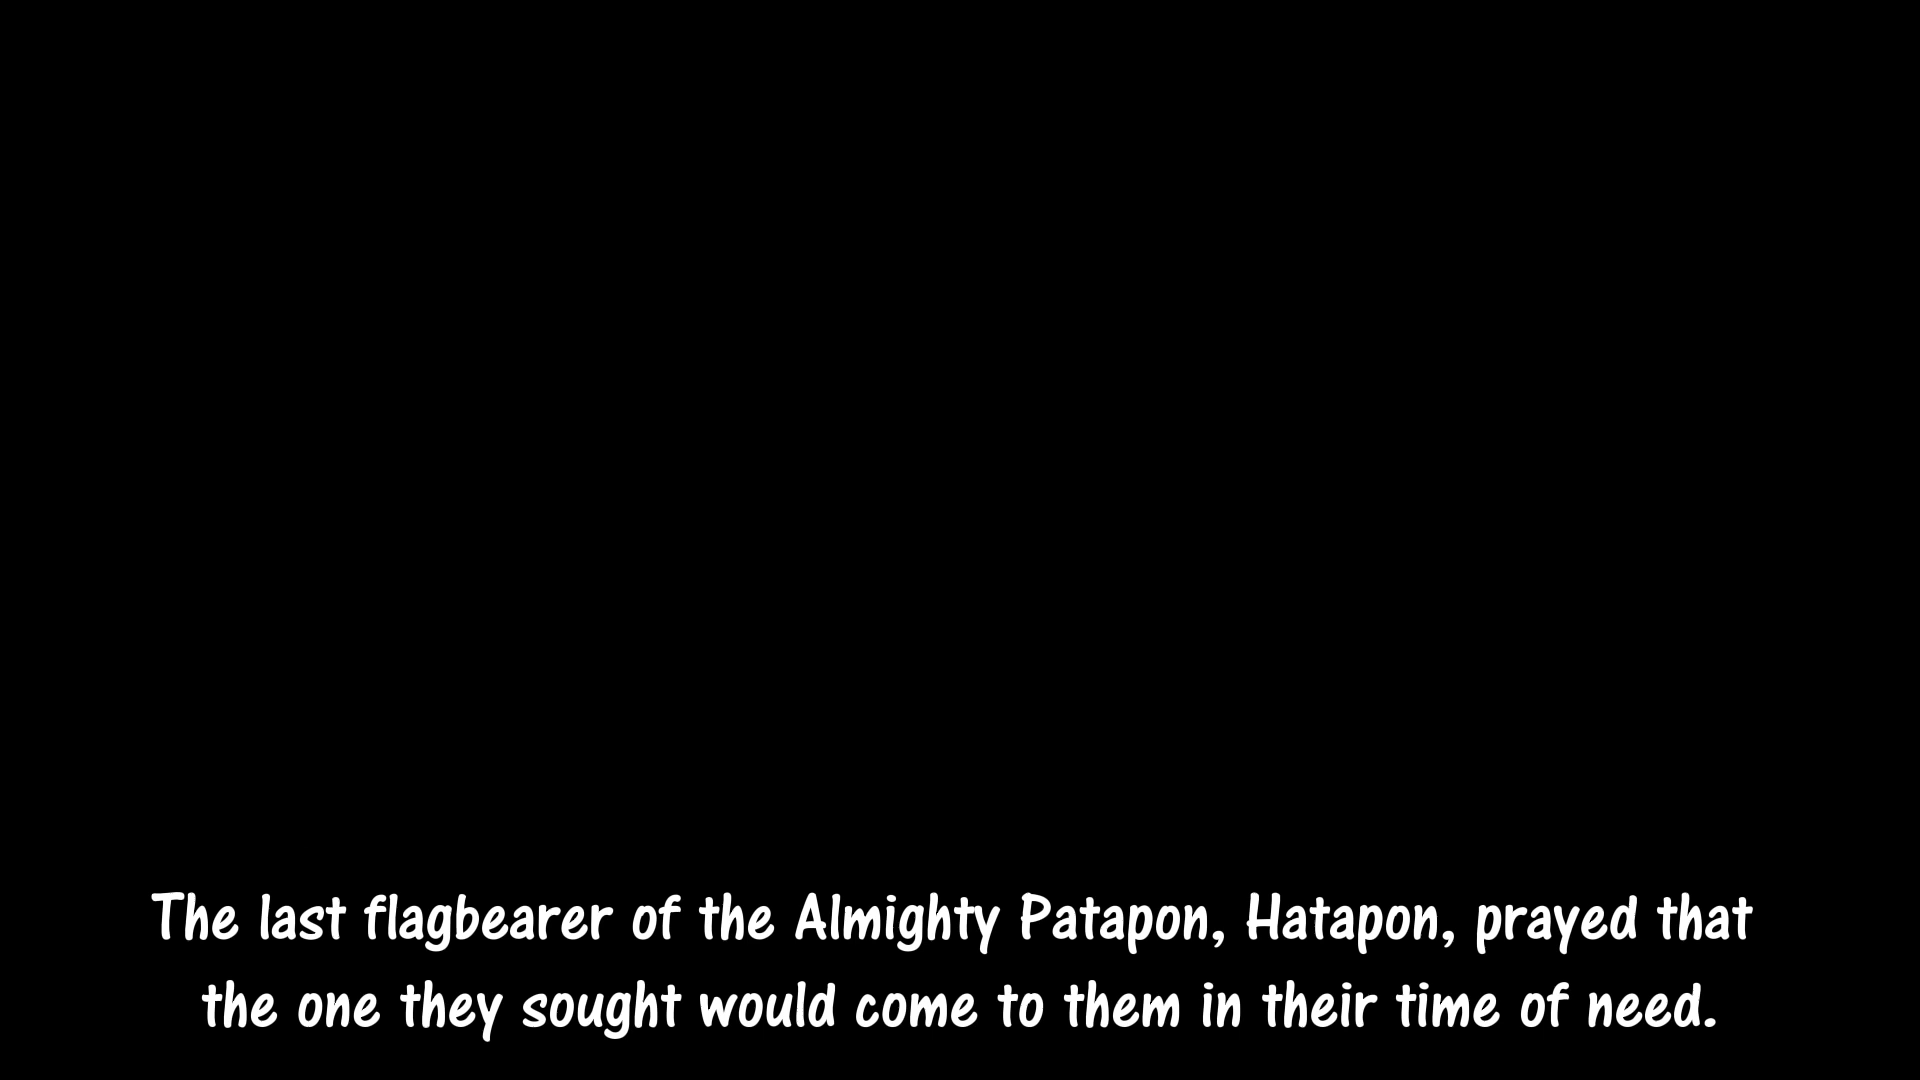 The last flagbearer of the Almighty Patapon, Hatapon, prayed that
the one they sought would come to them in their time of need.